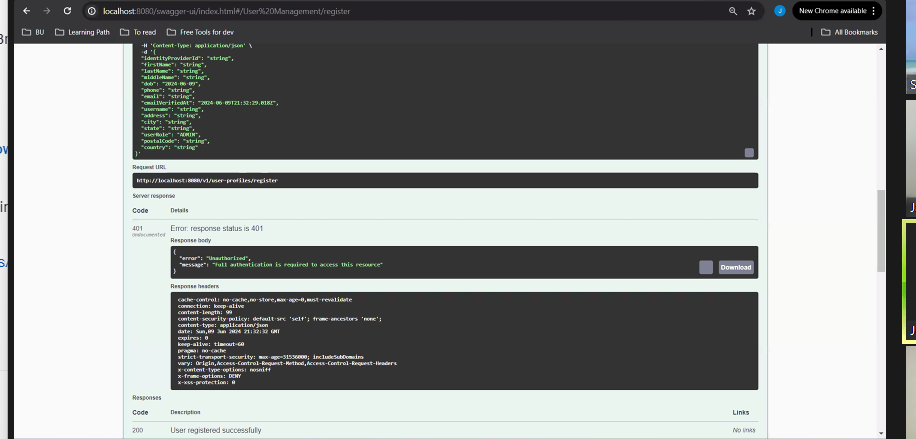 localhost:8080/swagger-ui/index.html#/User%20Management/register
New Chrome available
BU
Learning Path
To read
Free Tools for dev
All Bookmarks
-H 'Content-Type: application/json' \
-d '{
"identityProviderId": "string",
"firstName": "string",
"lastName": "string",
"middleName": "string",
"dob": "2024-06-09",
"phone": "string",
"email": "string",
"emailVerifiedAt": "2024-06-09T21:32:29.018Z",
"username": "string",
"address": "string",
"city": "string",
"state": "string",
"userRole": "ADMIN",
"postalCode": "string",
"country": "string"
}'
Request URL
http://localhost:8080/v1/user-profiles/register
Server response
Code
Details
401
Undocumented
Error: response status is 401
Response body
{
"error": "Unauthorized",
"message": "Full authentication is required to access this resource"
}
Download
Response headers
cache-control: no-cache,no-store,max-age=0,must-revalidate
connection: keep-alive
content-length: 99
content-security-policy: default-src 'self'; frame-ancestors 'none';
content-type: application/json
date: Sun,09 Jun 2024 21:32:32 GMT
expires: 0
keep-alive: timeout=60
pragma: no-cache
strict-transport-security: max-age=31536000; includeSubDomains
vary: Origin,Access-Control-Request-Method,Access-Control-Request-Headers
x-content-type-options: nosniff
x-frame-options: DENY
x-xss-protection: 0
Responses
Code
Description
Links
200
User registered successfully
No links